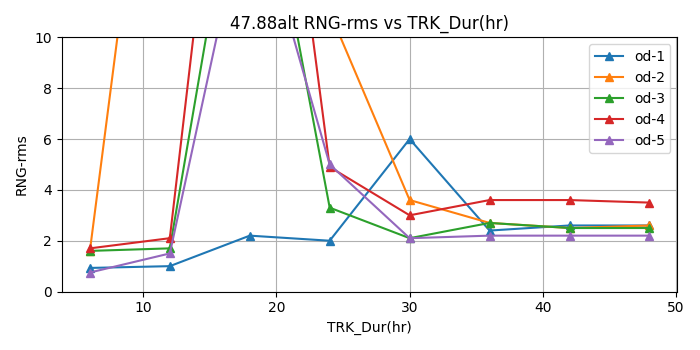 47.88alt RNG-rms vs TRK_Dur(hr)
10
8
6
4
2
0
RNG-rms
od-1
od-2
od-3
od-4
od-5
10
20
30
40
50
TRK_Dur(hr)